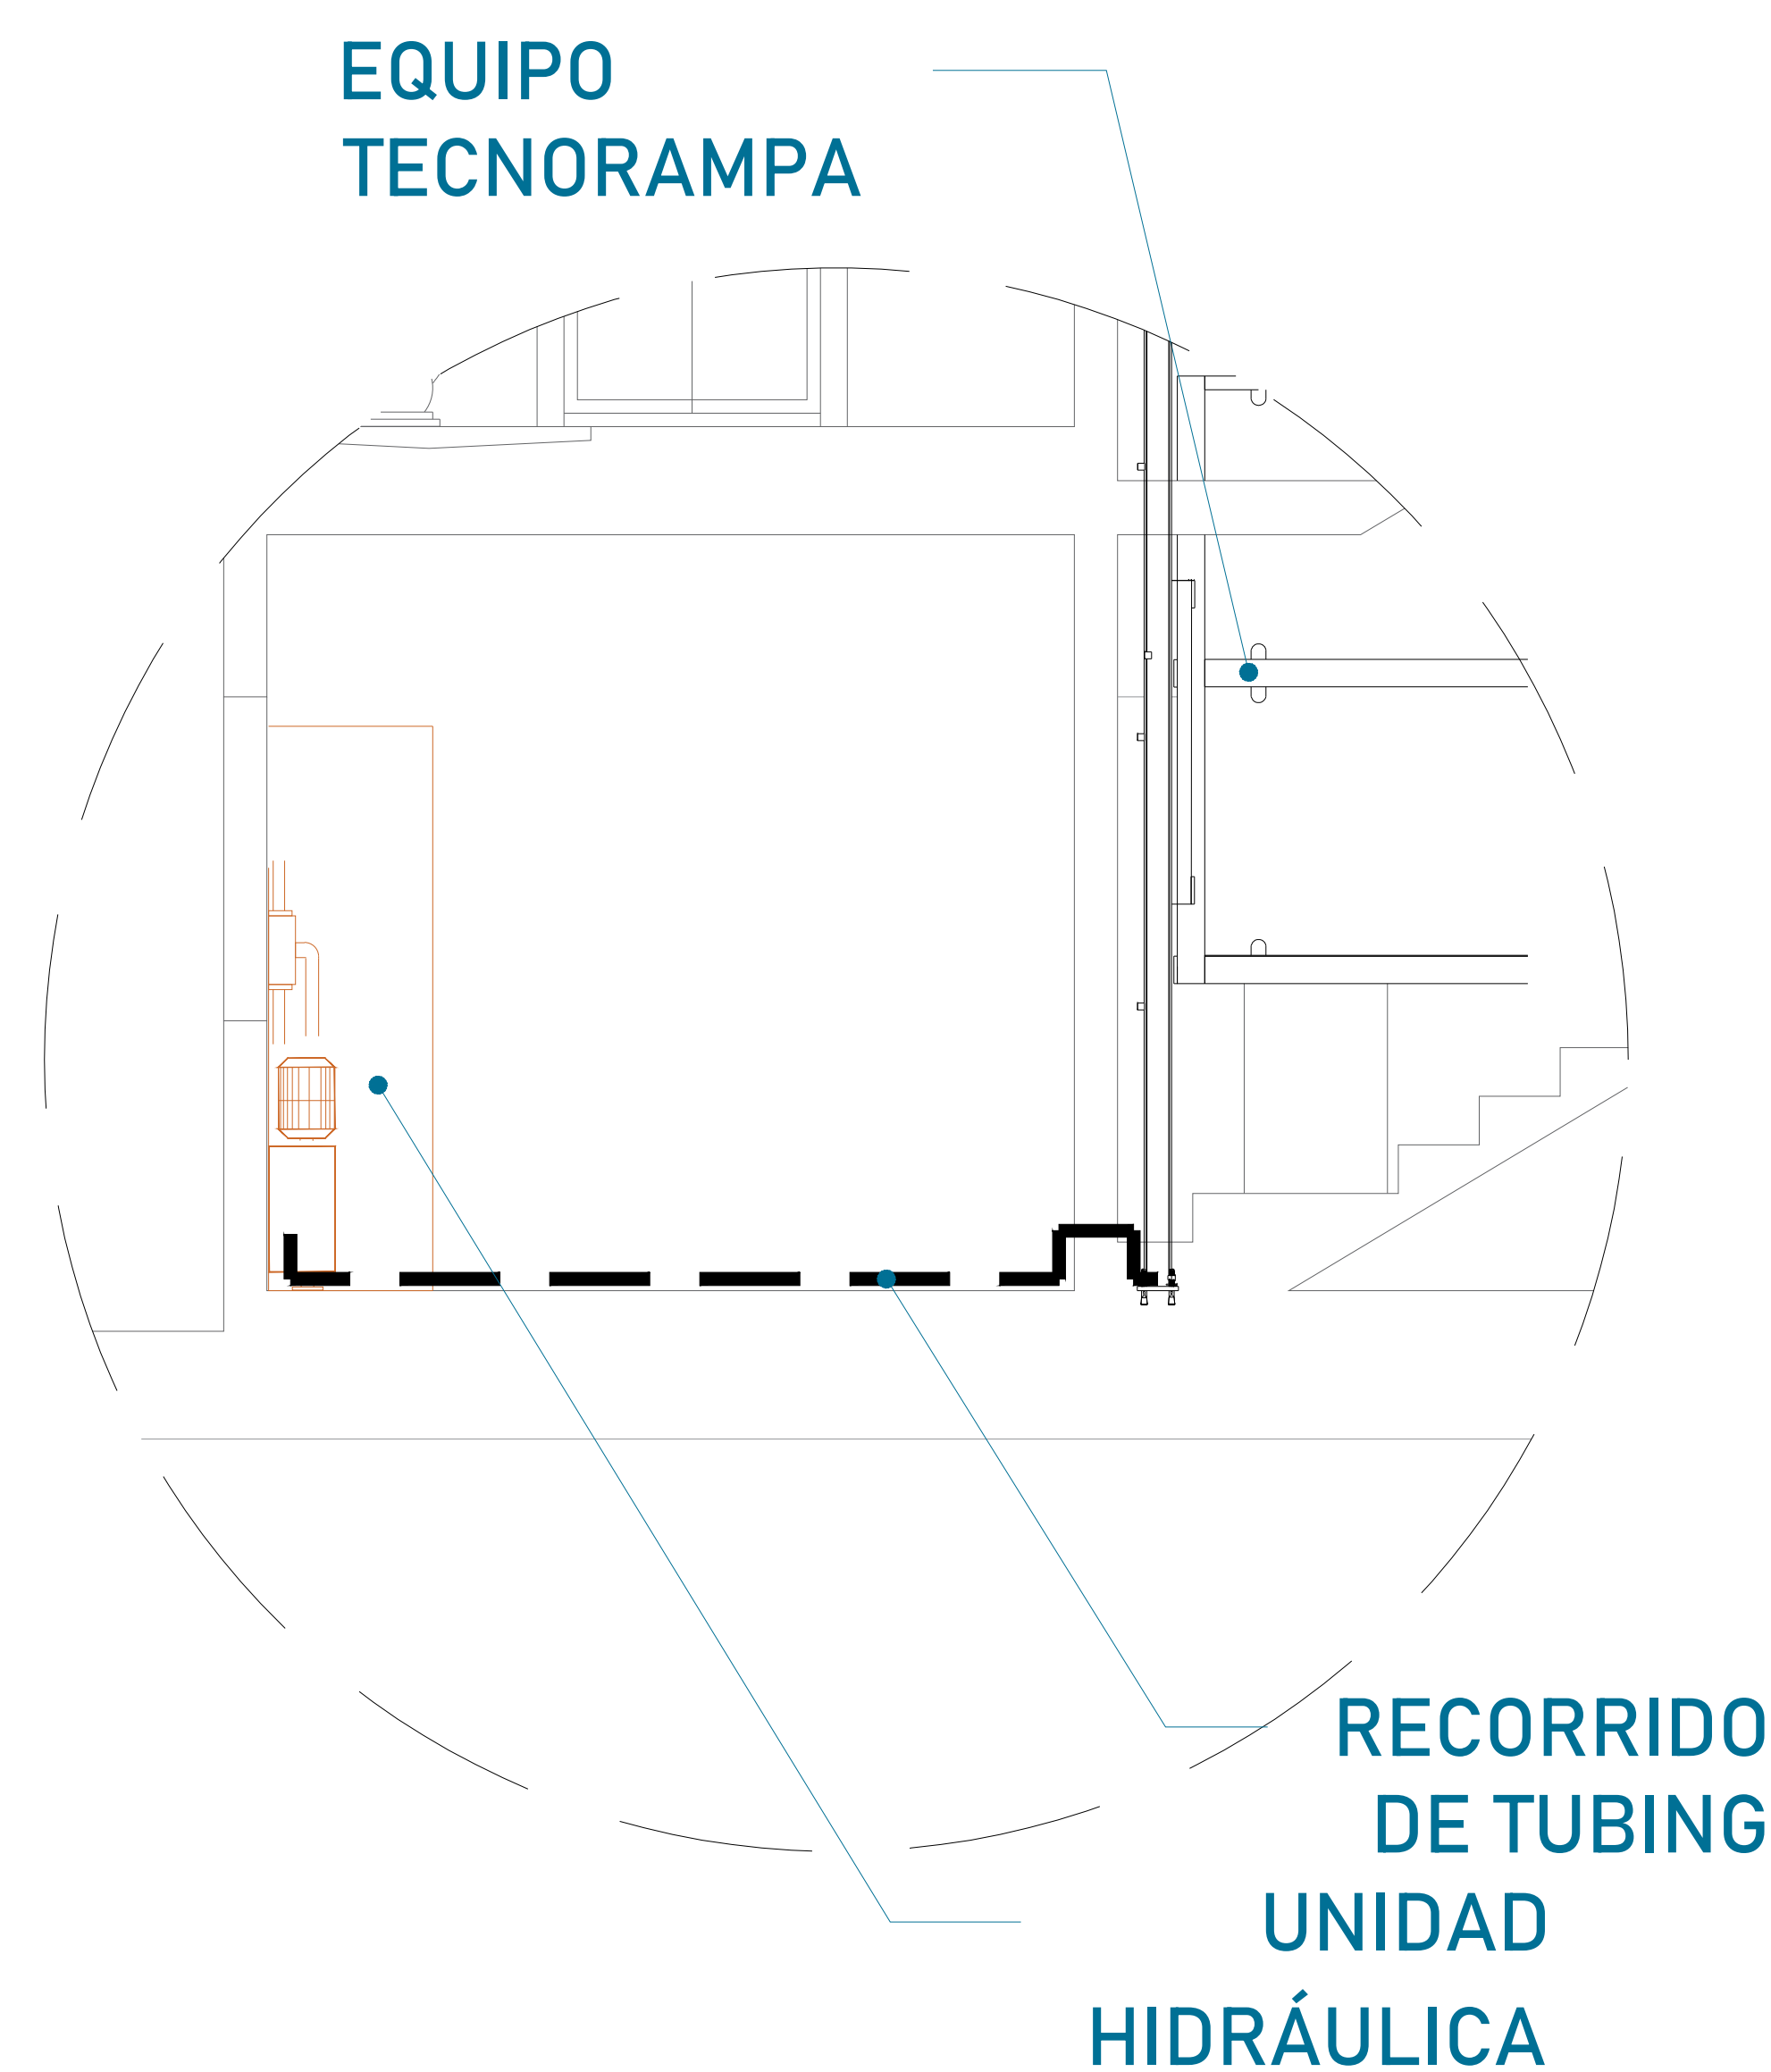 EQUIPO
TECNORAMPA
RECORRIDO
DE TUBING
UNIDAD
HIDRÁULICA